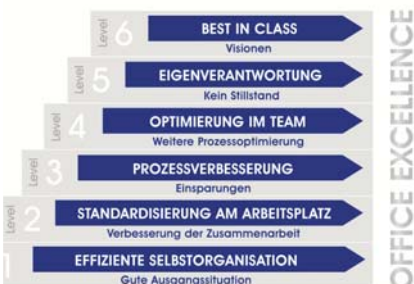 Level 6
BEST IN CLASS
Visionen
Level 5
EIGENVERANTWORTUNG
Kein Stillstand
Level 4
OPTIMIERUNG IM TEAM
Weitere Prozessoptimierung
Level 3
PROZESSVERBESSERUNG
Einsparungen
Level 2
STANDARDISIERUNG AM ARBEITSPLATZ
Verbesserung der Zusammenarbeit
1
EFFIZIENTE SELBSTORGANISATION
Gute Ausgangssituation
OFFICE EXCELLENCE